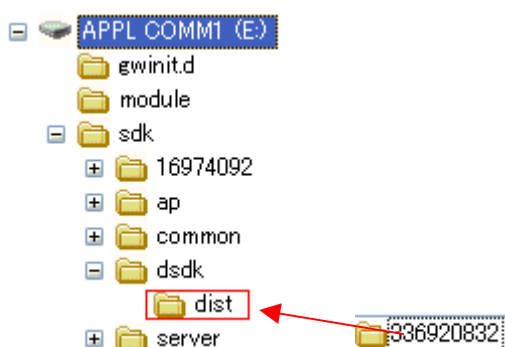 APPL COMM1 (E:)
gwinit.d
module
sdk
16974092
ap
common
dsdk
dist
server
336920832